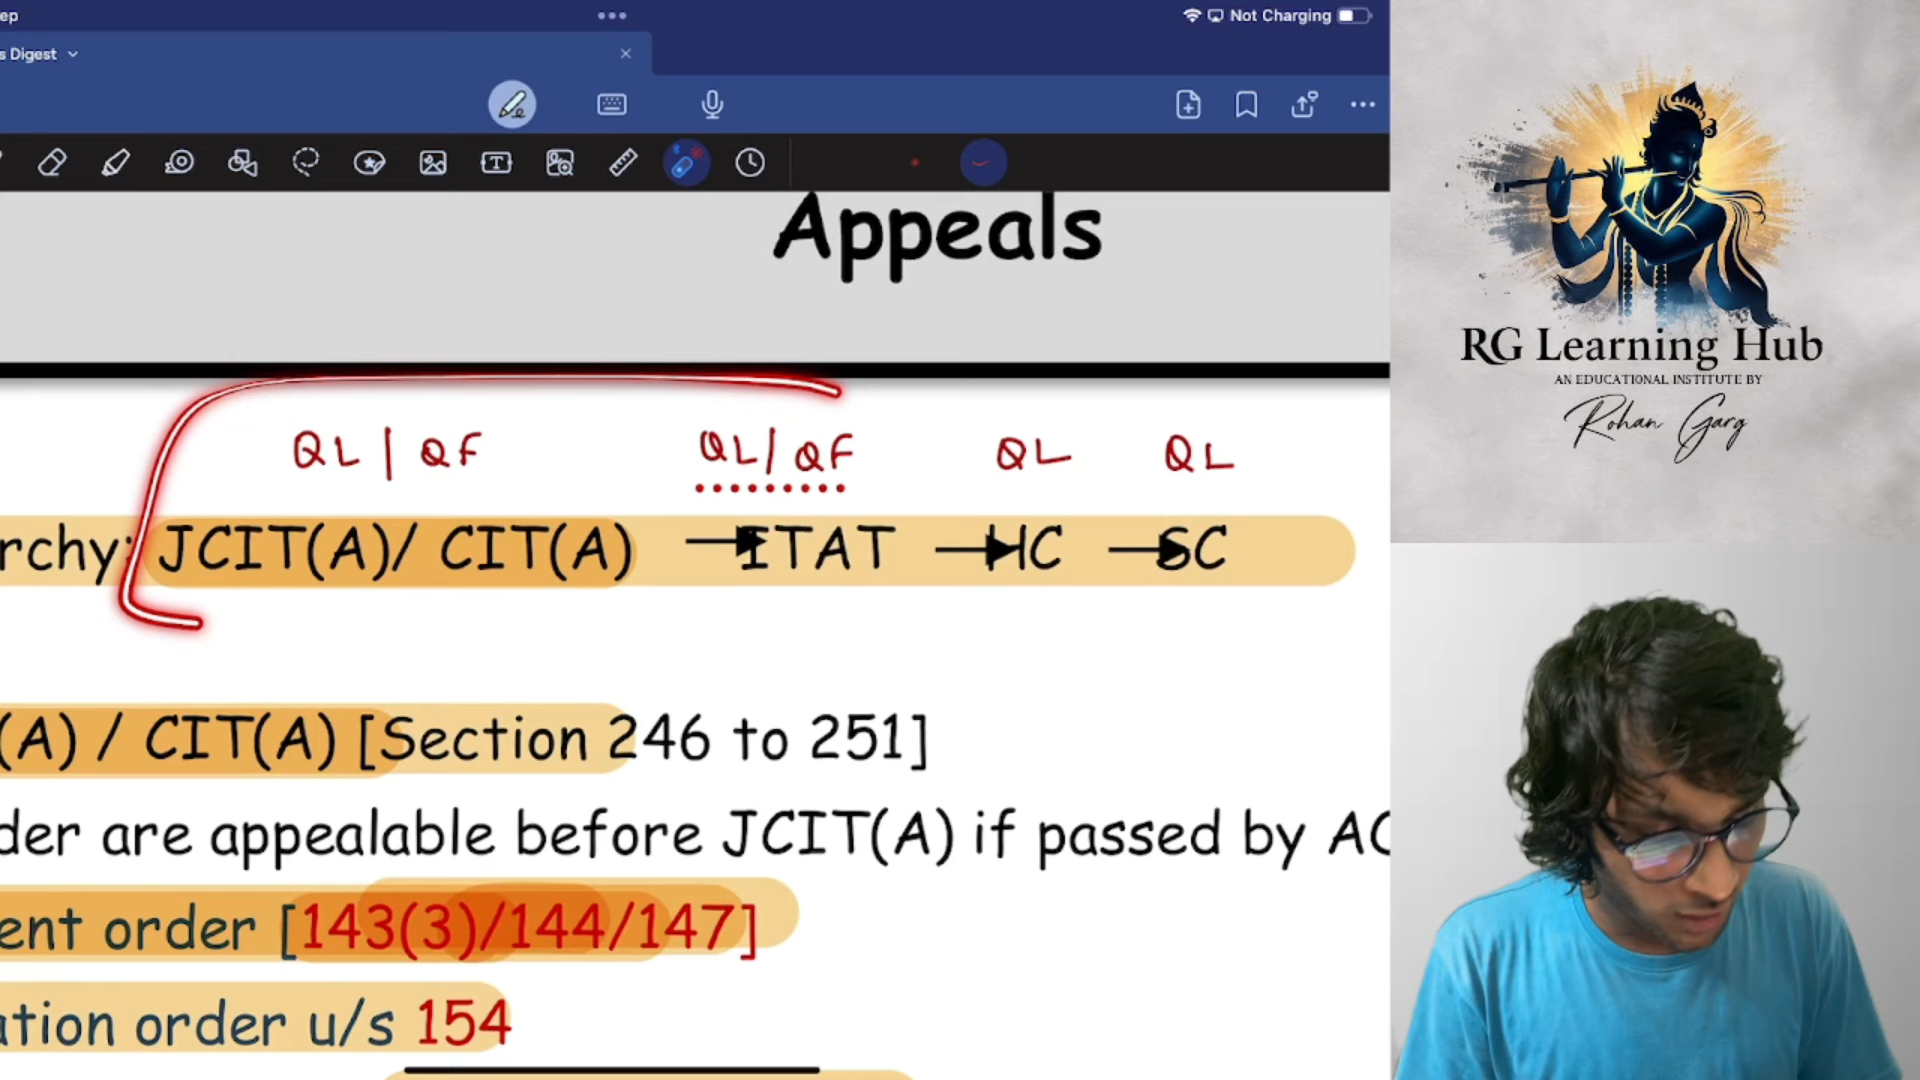 ep
Not Charging
s Digest
Appeals
QL | QF QL/QF QL QL
rchy: JCIT(A)/ CIT(A) ITAT HC SC
(A) / CIT(A) [Section 246 to 251]
der are appealable before JCIT(A) if passed by AC
ent order [143(3)/144/147]
ation order u/s 154
RG Learning Hub
AN EDUCATIONAL INSTITUTE BY
Rohan Garg